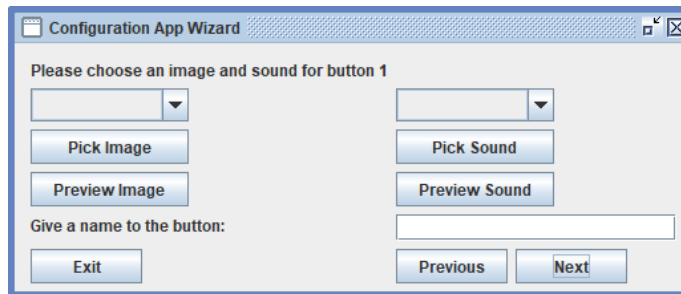 Configuration App Wizard
Please choose an image and sound for button 1
Pick Image Pick Sound
Preview Image Preview Sound
Give a name to the button:
Exit Previous Next